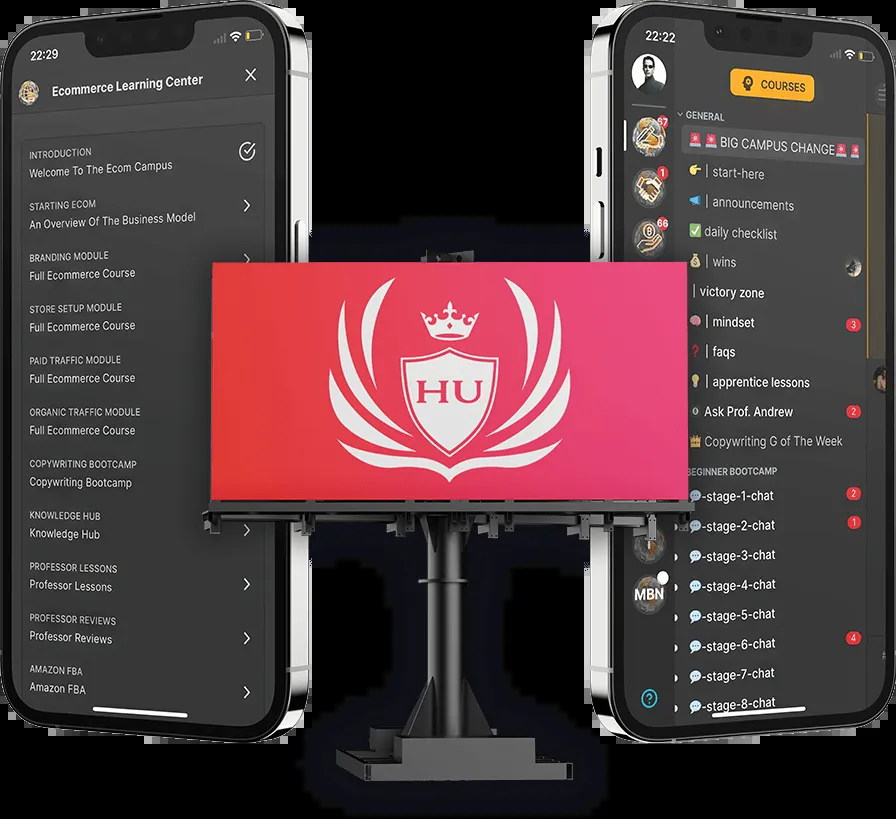 22:29
Ecommerce Learning Center
INTRODUCTION
Welcome To The Ecom Campus
STARTING ECOM
An Overview Of The Business Model
BRANDING MODULE
Full Ecommerce Course
STORE SETUP MODULE
Full Ecommerce Course
PAID TRAFFIC MODULE
Full Ecommerce Course
ORGANIC TRAFFIC MODULE
Full Ecommerce Course
COPYWRITING BOOTCAMP
Copywriting Bootcamp
KNOWLEDGE HUB
Knowledge Hub
PROFESSOR LESSONS
Professor Lessons
PROFESSOR REVIEWS
Professor Reviews
AMAZON FBA
Amazon FBA
HU
22:22
COURSES
67
1
66
MBN
GENERAL
🚨🚨 BIG CAMPUS CHANGE 🚨🚨
👉 | start-here
📢 | announcements
✅ daily checklist
💰 | wins
| victory zone
🧠 | mindset 3
❓ | faqs
💡 | apprentice lessons
Ask Prof. Andrew 2
👑 Copywriting G of The Week
BEGINNER BOOTCAMP
💬-stage-1-chat 2
💬-stage-2-chat 1
💬-stage-3-chat
💬-stage-4-chat
💬-stage-5-chat
💬-stage-6-chat 4
💬-stage-7-chat
💬-stage-8-chat